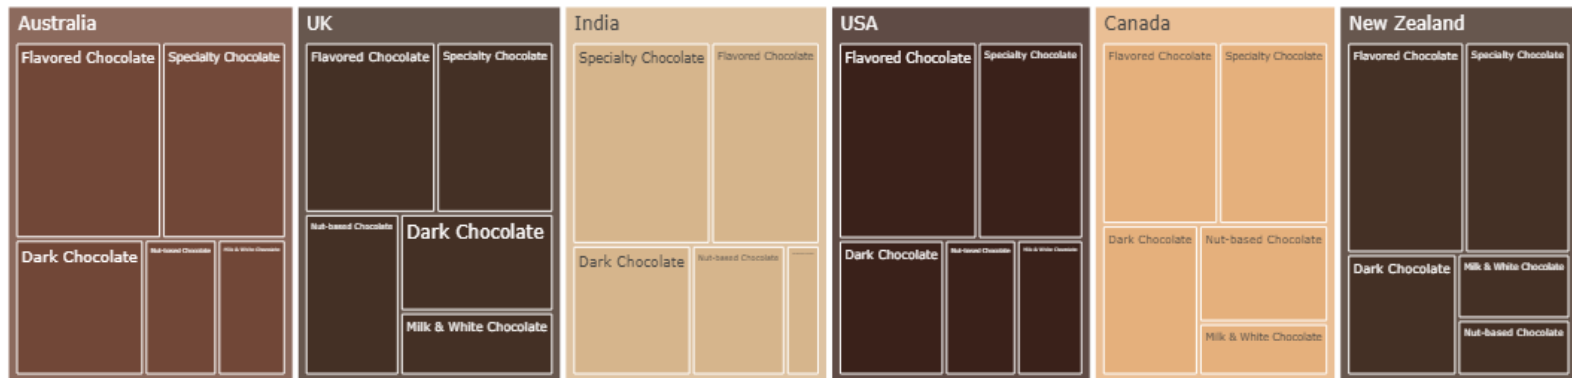 Australia
Flavored Chocolate
Specialty Chocolate
Dark Chocolate
Nut-based Chocolate
Milk & White Chocolate
UK
Flavored Chocolate
Specialty Chocolate
Nut-based Chocolate
Dark Chocolate
Milk & White Chocolate
India
Specialty Chocolate
Flavored Chocolate
Dark Chocolate
Nut-based Chocolate
USA
Flavored Chocolate
Specialty Chocolate
Dark Chocolate
Nut-based Chocolate
Milk & White Chocolate
Canada
Flavored Chocolate
Specialty Chocolate
Dark Chocolate
Nut-based Chocolate
Milk & White Chocolate
New Zealand
Flavored Chocolate
Specialty Chocolate
Dark Chocolate
Milk & White Chocolate
Nut-based Chocolate